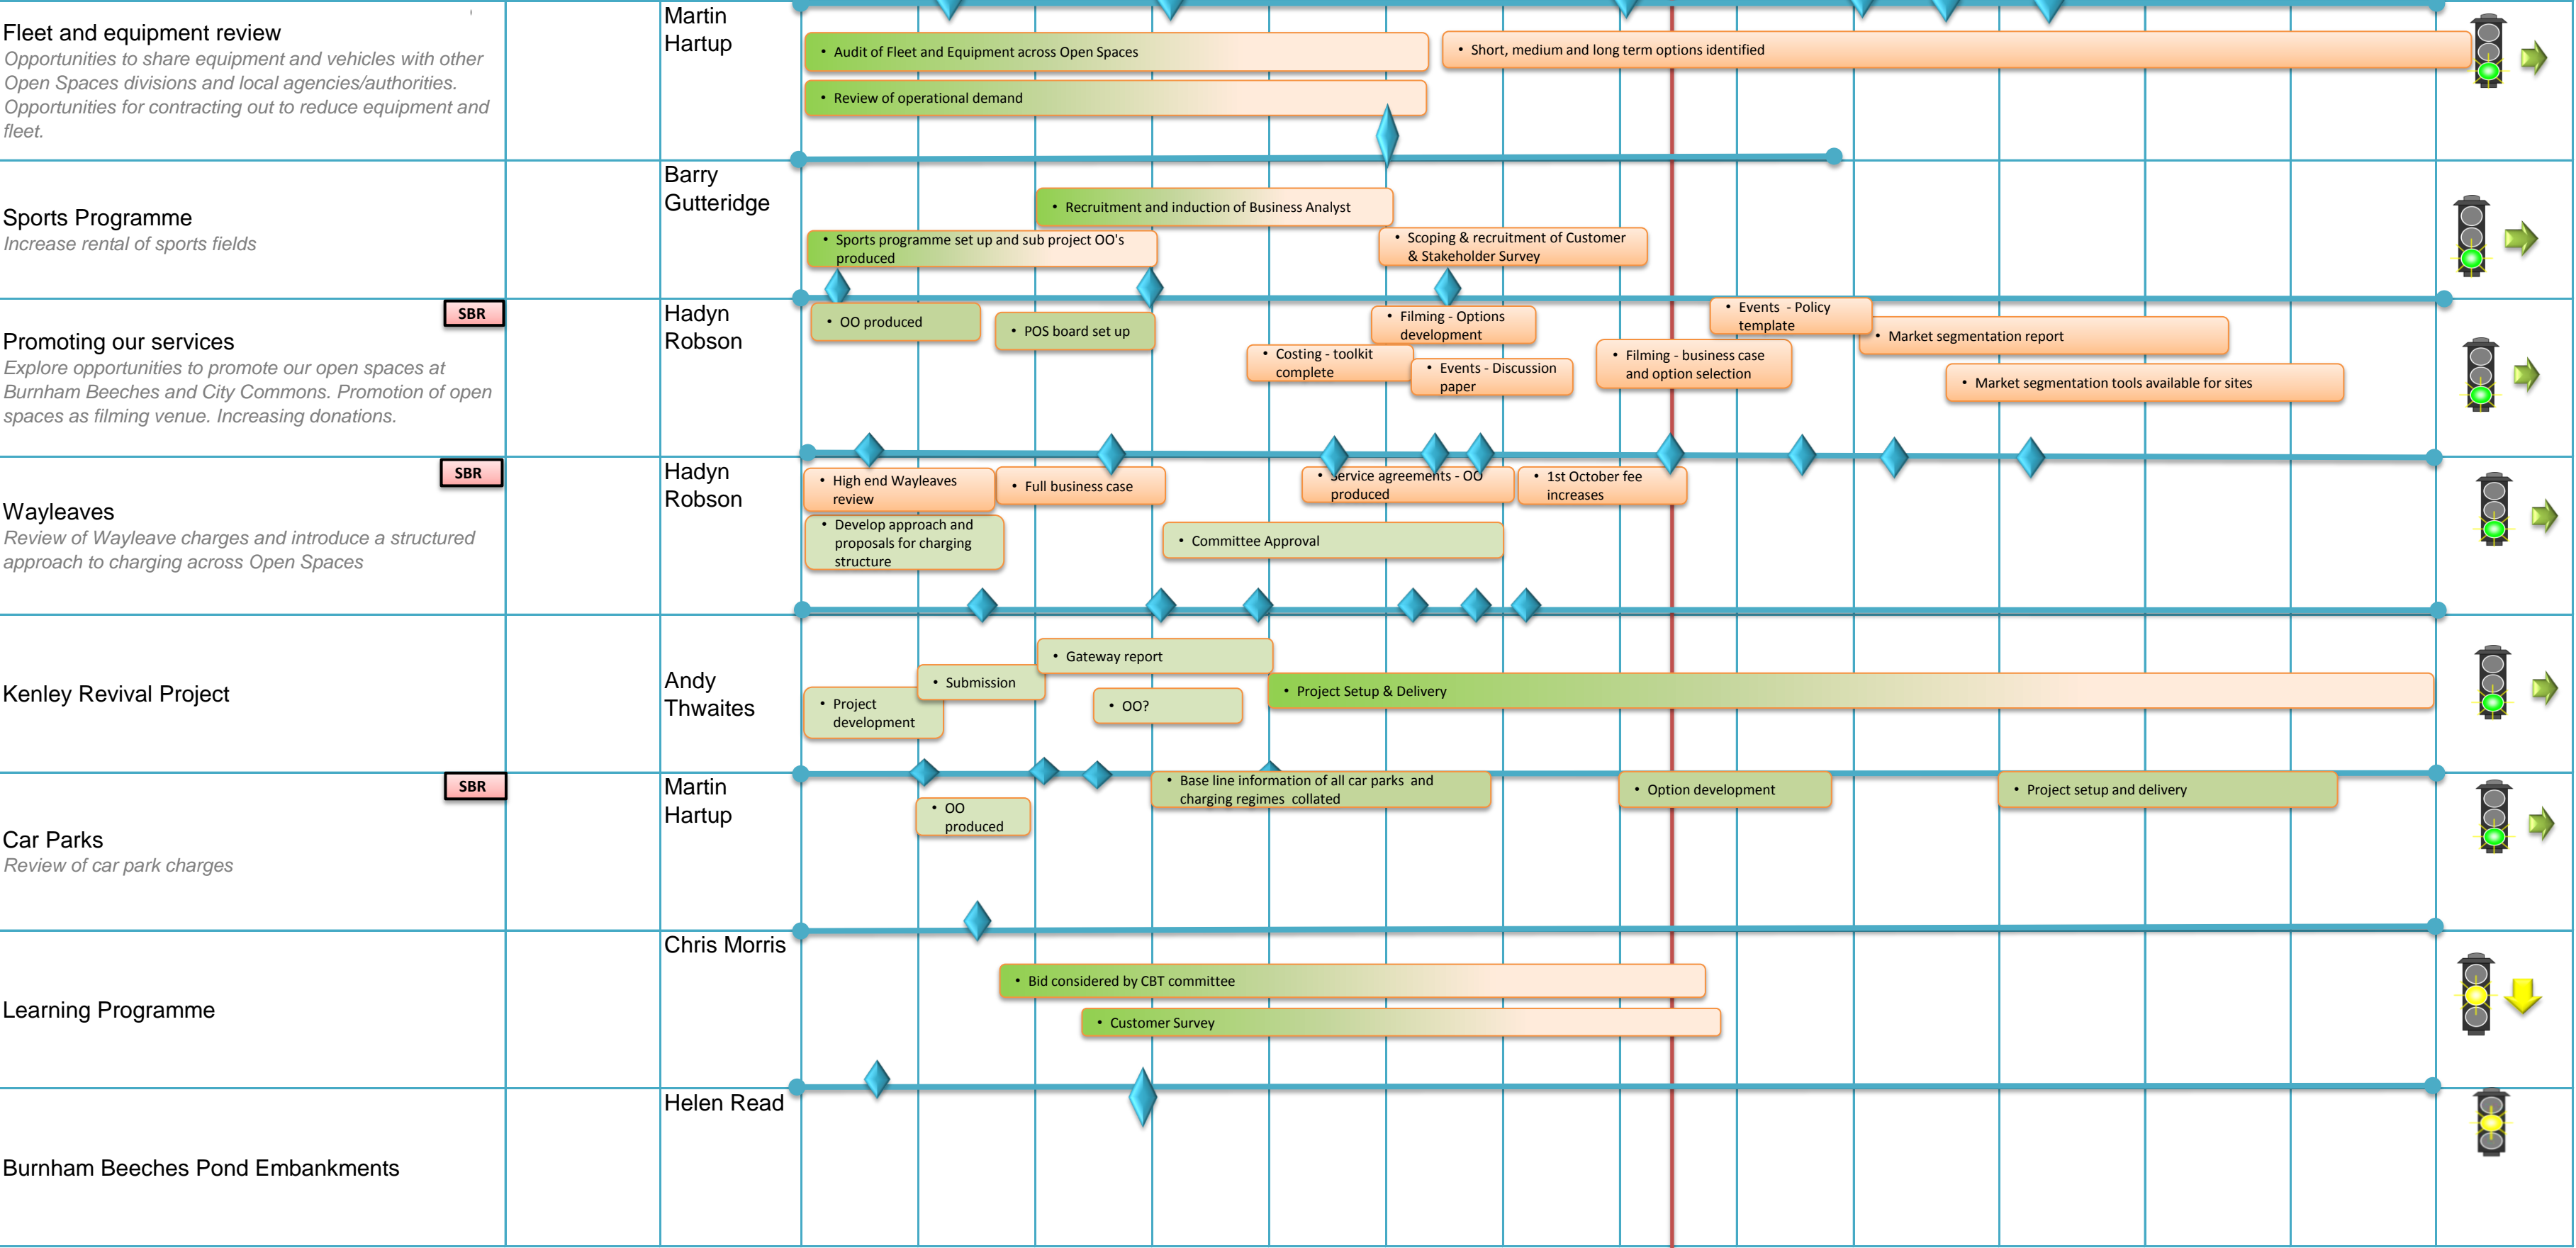 Fleet and equipment review
Opportunities to share equipment and vehicles with other
Open Spaces divisions and local agencies/authorities.
Opportunities for contracting out to reduce equipment and
fleet.
Martin
Hartup
• Audit of Fleet and Equipment across Open Spaces
• Short, medium and long term options identified
• Review of operational demand
Sports Programme
Increase rental of sports fields
Barry
Gutteridge
• Recruitment and induction of Business Analyst
• Sports programme set up and sub project OO's
produced
• Scoping & recruitment of Customer
& Stakeholder Survey
SBR
Promoting our services
Explore opportunities to promote our open spaces at
Burnham Beeches and City Commons. Promotion of open
spaces as filming venue. Increasing donations.
Hadyn
Robson
• OO produced
• POS board set up
• Costing - toolkit
complete
• Filming - Options
development
• Events - Discussion
paper
• Filming - business case
and option selection
• Events - Policy
template
• Market segmentation report
• Market segmentation tools available for sites
SBR
Wayleaves
Review of Wayleave charges and introduce a structured
approach to charging across Open Spaces
Hadyn
Robson
• High end Wayleaves
review
• Full business case
• Service agreements - OO
produced
• 1st October fee
increases
• Develop approach and
proposals for charging
structure
• Committee Approval
Kenley Revival Project
Andy
Thwaites
• Project
development
• Submission
• Gateway report
• OO?
• Project Setup & Delivery
SBR
Car Parks
Review of car park charges
Martin
Hartup
• OO
produced
• Base line information of all car parks and
charging regimes collated
• Option development
• Project setup and delivery
Learning Programme
Chris Morris
• Bid considered by CBT committee
• Customer Survey
Burnham Beeches Pond Embankments
Helen Read